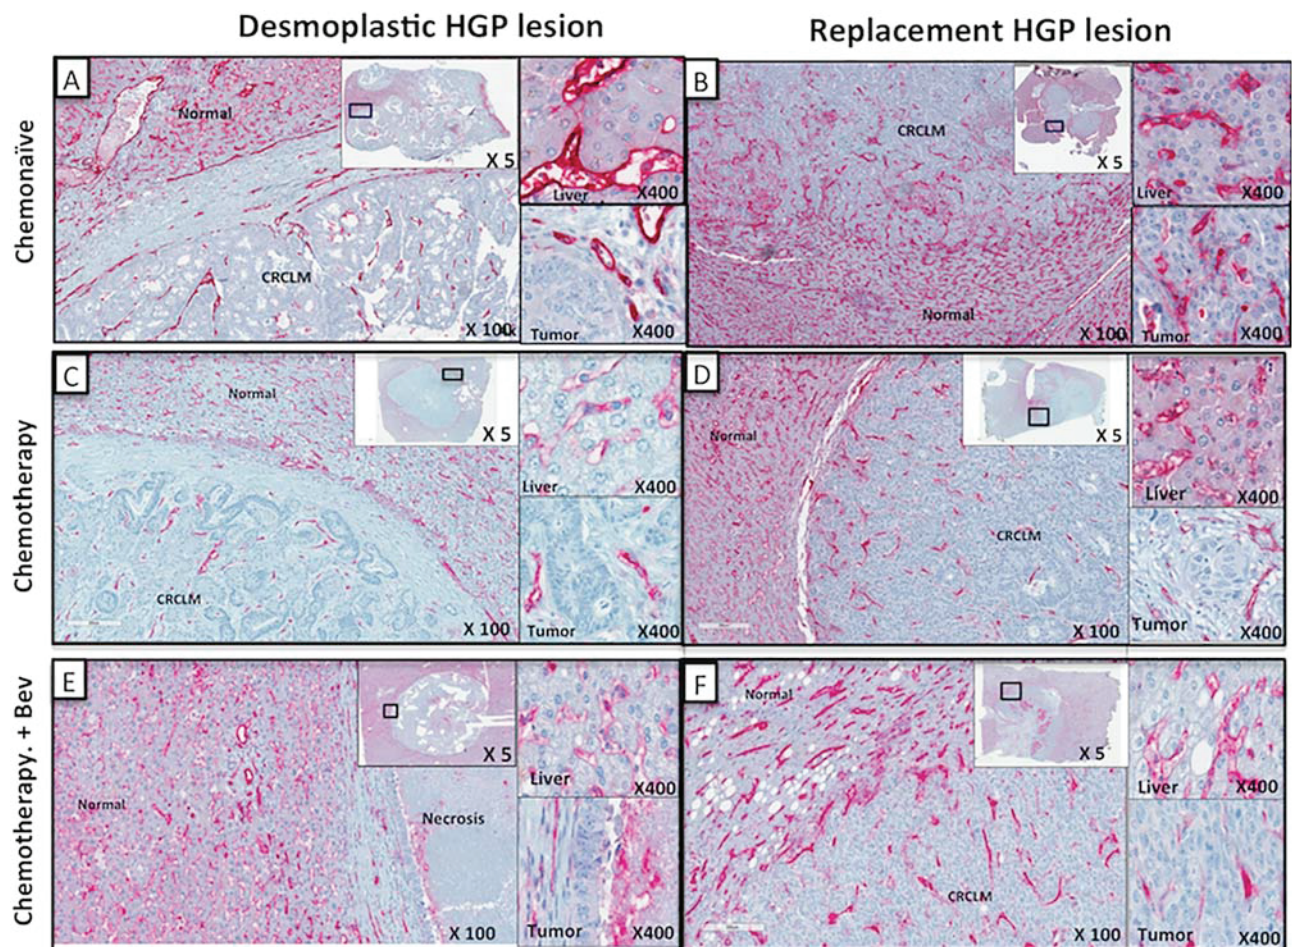 Desmoplastic HGP lesion
Replacement HGP lesion
Chemonaïve
A
Normal
CRCLM
X 5
X 100
Liver
X400
Tumor
X400
B
CRCLM
Normal
X 5
X 100
Liver
X400
Tumor
X400
Chemotherapy
C
Normal
CRCLM
X 5
X 100
Liver
X400
Tumor
X400
D
Normal
CRCLM
X 5
X 100
Liver
X400
Tumor
X400
Chemotherapy. + Bev
E
Normal
Necrosis
X 5
X 100
Liver
X400
Tumor
X400
F
Normal
CRCLM
X 5
X 100
Liver
X400
Tumor
X400